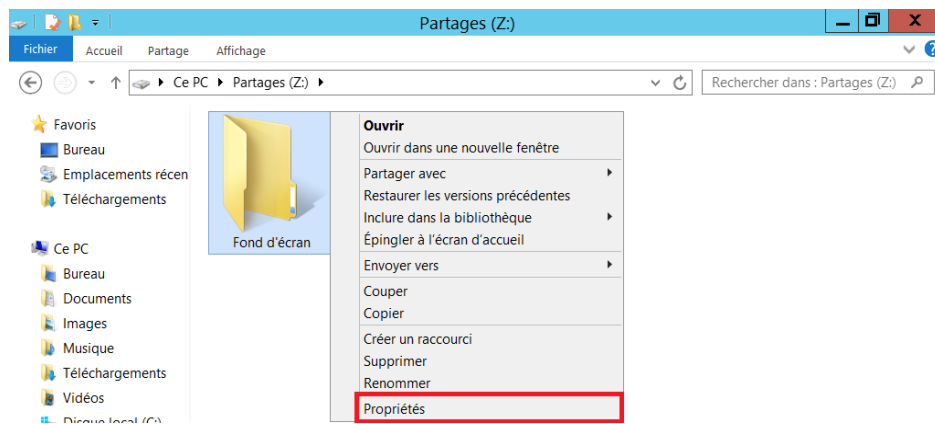 Partages (Z:)
Fichier Accueil Partage Affichage
Ce PC Partages (Z:) Rechercher dans : Partages (Z:)
Favoris
Bureau
Emplacements récen
Téléchargements
Ce PC
Bureau
Documents
Images
Musique
Téléchargements
Vidéos
Disque local (C:)
Fond d'écran
Ouvrir
Ouvrir dans une nouvelle fenêtre
Partager avec
Restaurer les versions précédentes
Inclure dans la bibliothèque
Épingler à l'écran d'accueil
Envoyer vers
Couper
Copier
Créer un raccourci
Supprimer
Renommer
Propriétés